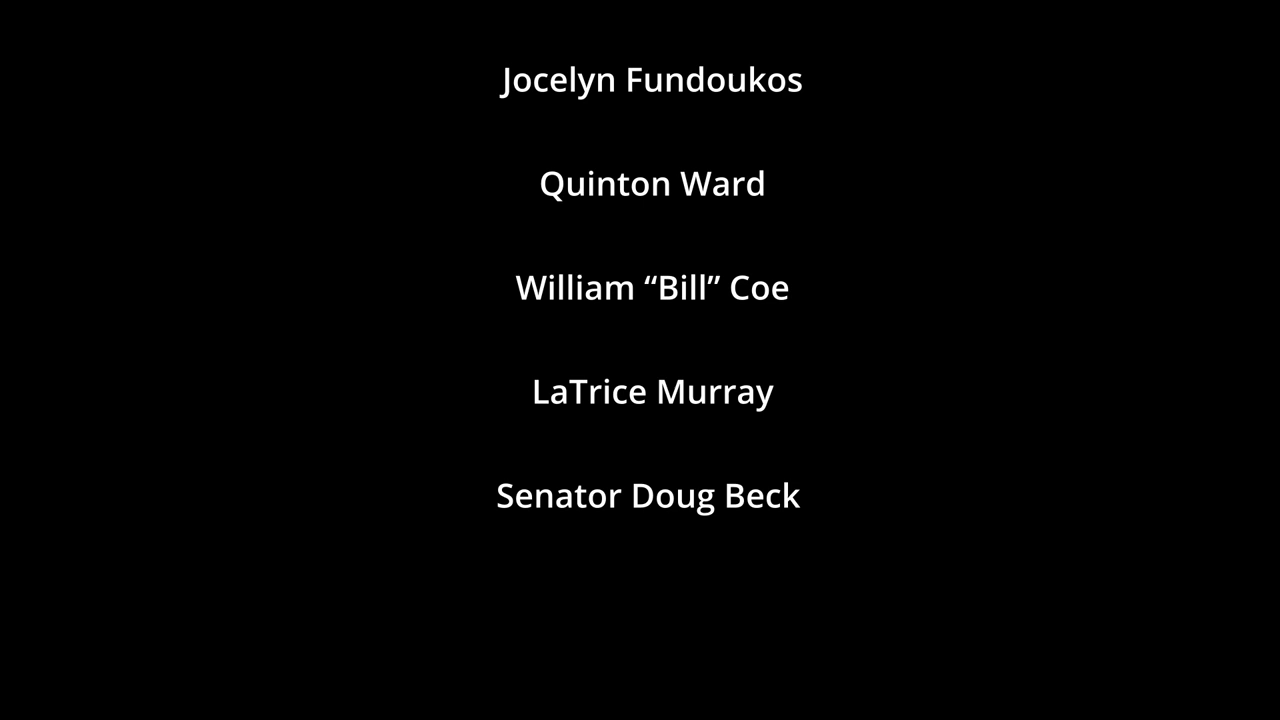 Jocelyn Fundoukos
Quinton Ward
William “Bill” Coe
LaTrice Murray
Senator Doug Beck